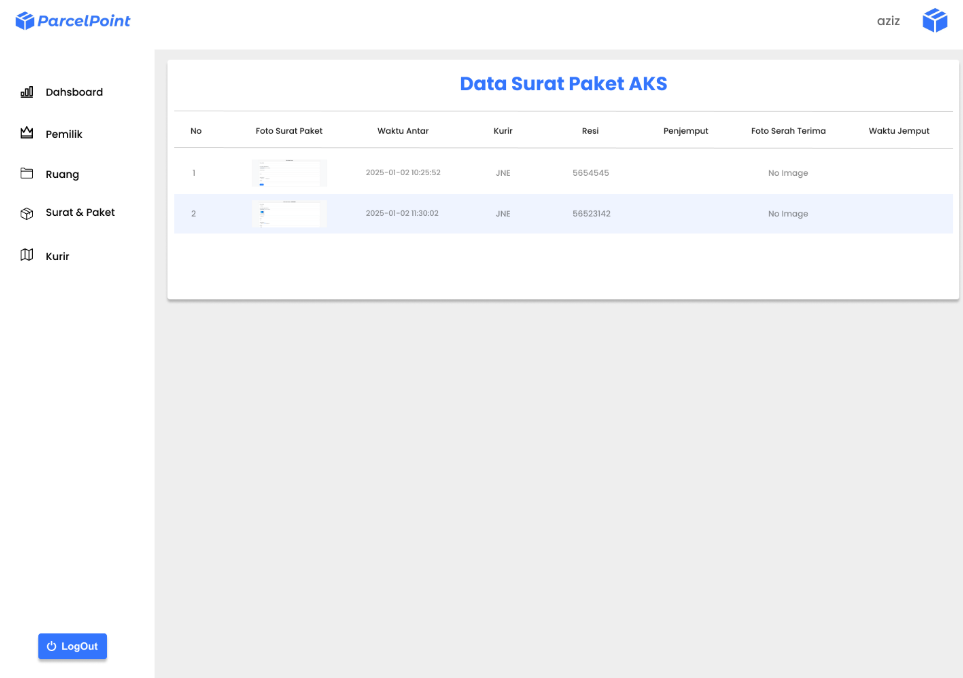 ParcelPoint
aziz
Dahsboard
Pemilik
Ruang
Surat & Paket
Kurir
LogOut
Data Surat Paket AKS
No Foto Surat Paket Waktu Antar Kurir Resi Penjemput Foto Serah Terima Waktu Jemput
1 2025-01-02 10:25:52 JNE 5654545 No Image
2 2025-01-02 11:30:02 JNE 56523142 No Image